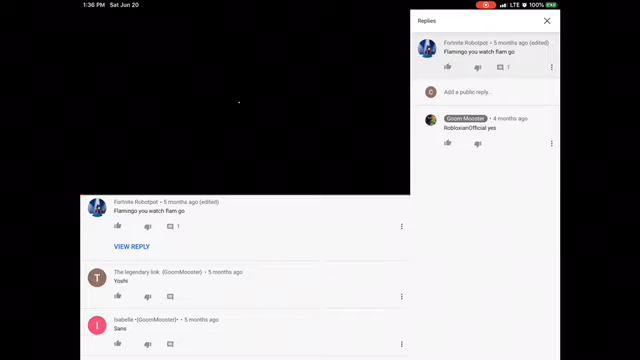 1:36 PM Sat Jun 20
LTE 100%
Replies
Fortnite Robotpot • 5 months ago (edited)
Flamingo you watch flam go
1
C
Add a public reply...
Goom Mooster • 4 months ago
RobloxianOfficial yes
Fortnite Robotpot • 5 months ago (edited)
Flamingo you watch flam go
1
VIEW REPLY
T
The legendary link. (GoomMooster) • 5 months ago
Yoshi
I
Isabelle •(GoomMooster)• • 5 months ago
Sans